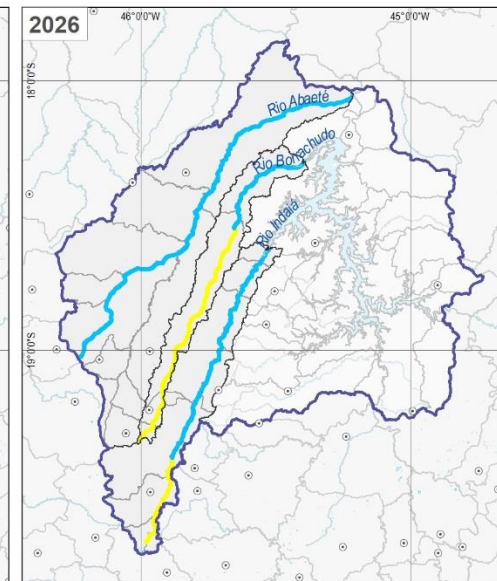 2026
46°0'0"W
45°0'0"W
18°0'0"S
Rio Abaeté
Rio Borrachudo
Rio Indaiá
19°0'0"S